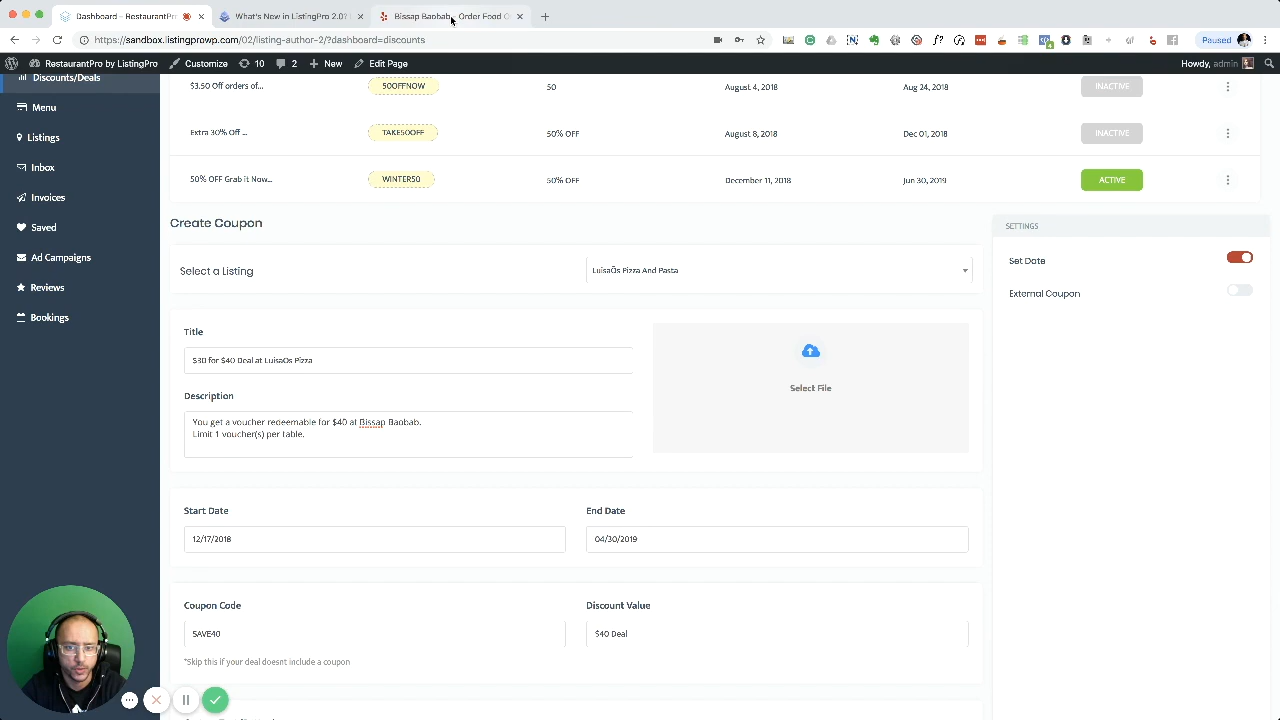 Dashboard - RestaurantPr
What's New in ListingPro 2.0?
Bissap Baobab - Order Food O
https://sandbox.listingprowp.com/02/listing-author-2/?dashboard=discounts
Paused
RestaurantPro by ListingPro
Customize
10
2
New
Edit Page
Howdy, admin
Discounts/Deals
Menu
Listings
Inbox
Invoices
Saved
Ad Campaigns
Reviews
Bookings
$3.50 Off orders of... 50OFFNOW 50 August 4, 2018 Aug 24, 2018 INACTIVE
Extra 30% Off ... TAKE50OFF 50% OFF August 8, 2018 Dec 01, 2018 INACTIVE
50% OFF Grab it Now... WINTER50 50% OFF December 11, 2018 Jun 30, 2019 ACTIVE
Create Coupon
Select a Listing
LuisaÕs Pizza And Pasta
Title
$30 for $40 Deal at LuisaOs Pizza
Description
You get a voucher redeemable for $40 at Bissap Baobab.
Limit 1 voucher(s) per table.
Select File
Start Date
12/17/2018
End Date
04/30/2019
Coupon Code
SAVE40
*Skip this if your deal doesnt include a coupon
Discount Value
$40 Deal
SETTINGS
Set Date
External Coupon